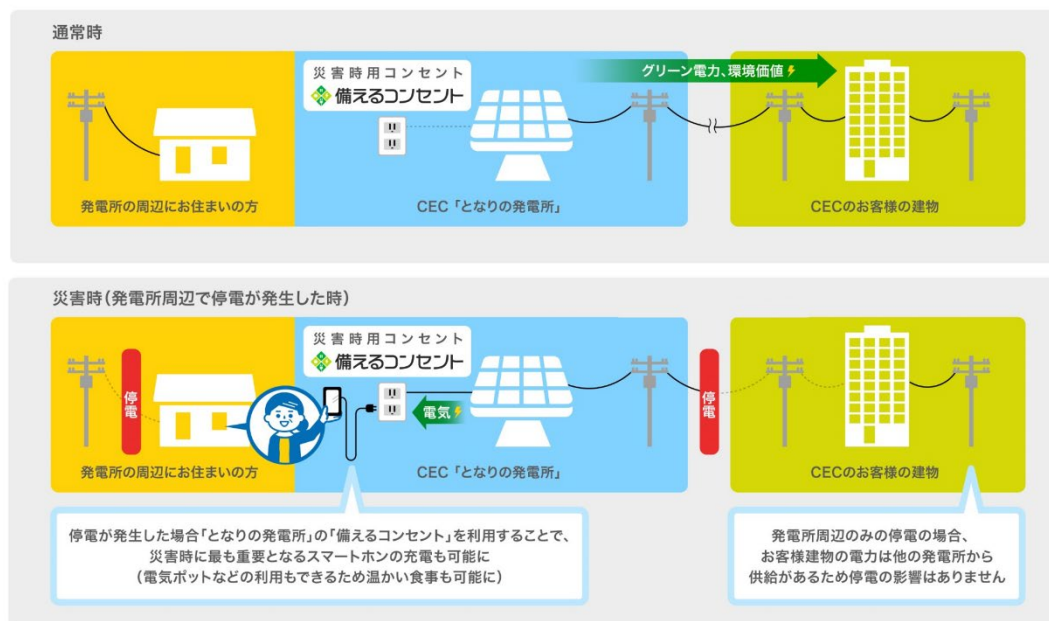 通常時
災害時用コンセント
備えるコンセント
グリーン電力、環境価値
発電所の周辺にお住まいの方
CEC「となりの発電所」
CECのお客様の建物
災害時(発電所周辺で停電が発生した時)
災害時用コンセント
備えるコンセント
停電
電気
停電
発電所の周辺にお住まいの方
CEC「となりの発電所」
CECのお客様の建物
停電が発生した場合「となりの発電所」の「備えるコンセント」を利用することで、
災害時に最も重要となるスマートホンの充電も可能に
(電気ポットなどの利用もできるため温かい食事も可能に)
発電所周辺のみの停電の場合、
お客様建物の電力は他の発電所から
供給があるため停電の影響はありません